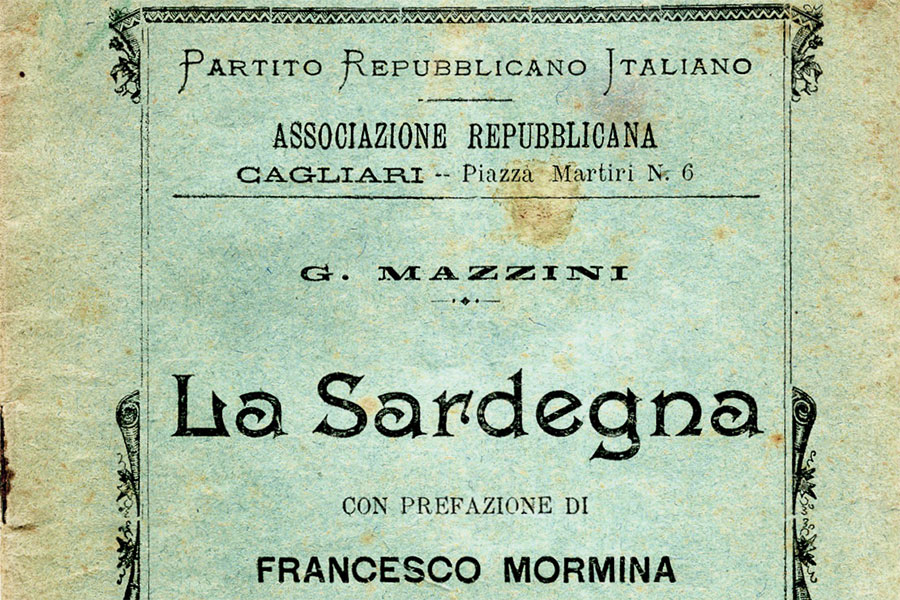 PARTITO REPUBBLICANO ITALIANO
ASSOCIAZIONE REPUBBLICANA
CAGLIARI -- Piazza Martiri N. 6
G. MAZZINI
La Sardegna
CON PREFAZIONE DI
FRANCESCO MORMINA